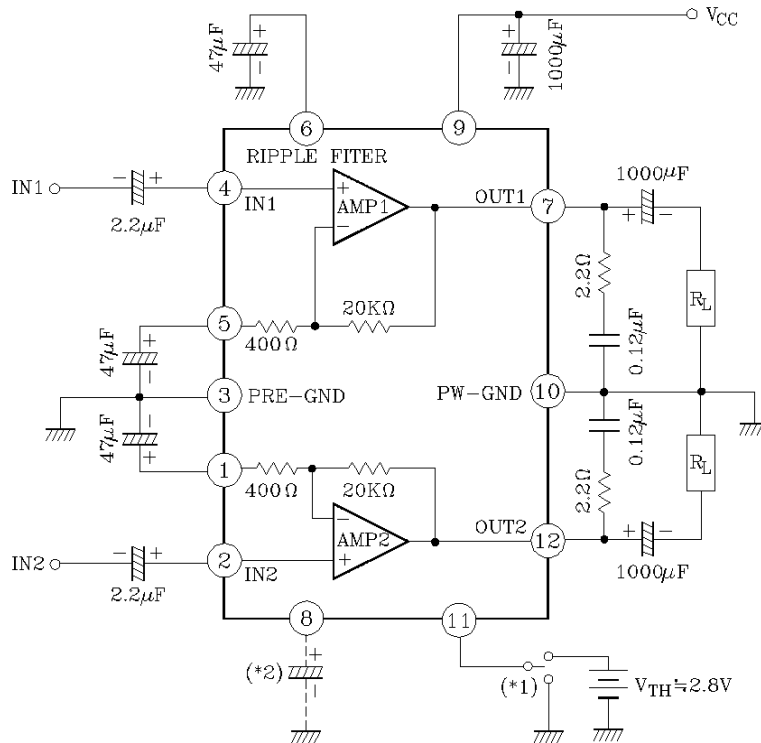 47μF
+
−
+
−
1000μF
VCC
6
9
RIPPLE FITER
IN1
−
+
2.2μF
4
IN1
+
AMP1
−
OUT1
7
1000μF
+
−
2.2Ω
RL
5
400Ω
20KΩ
0.12μF
47μF
+
−
3
PRE-GND
PW-GND
10
47μF
−
+
0.12μF
1
400Ω
20KΩ
2.2Ω
RL
−
AMP2
+
OUT2
12
+
−
1000μF
IN2
−
+
2.2μF
2
IN2
8
11
(*2)
+
−
(*1)
VTH≒2.8V